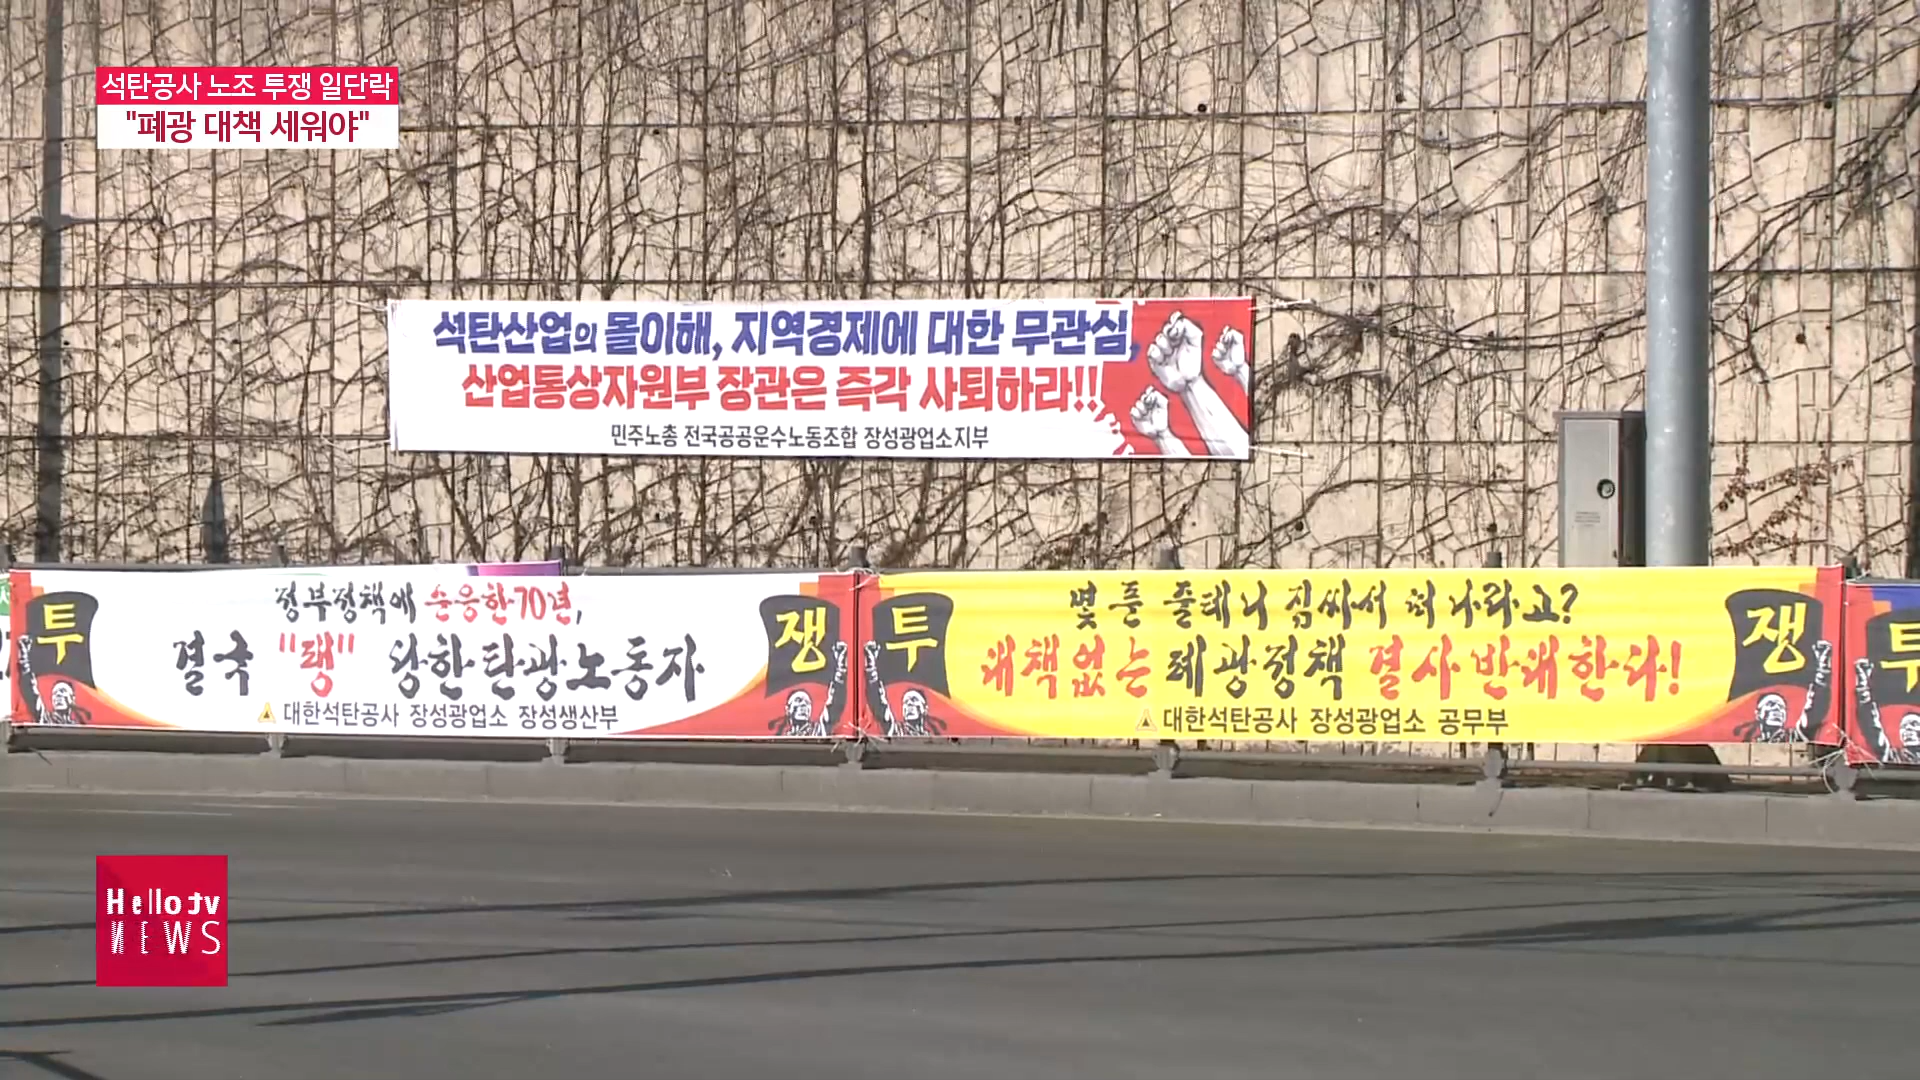 석탄공사 노조 투쟁 일단락
"폐광 대책 세워야"
석탄산업의 몰이해, 지역경제에 대한 무관심,
산업통상자원부 장관은 즉각 사퇴하라!!
민주노총 전국공공운수노동조합 장성광업소지부
투
정부정책에 순응한70년,
결국 "팽" 당한탄광노동자
대한석탄공사 장성광업소 장성생산부
쟁
투
몇 푼 줄테니 짐싸서 떠나라고?
대책없는 폐광정책 결사반대한다!
대한석탄공사 장성광업소 공무부
쟁
투
Hello tv
NEWS